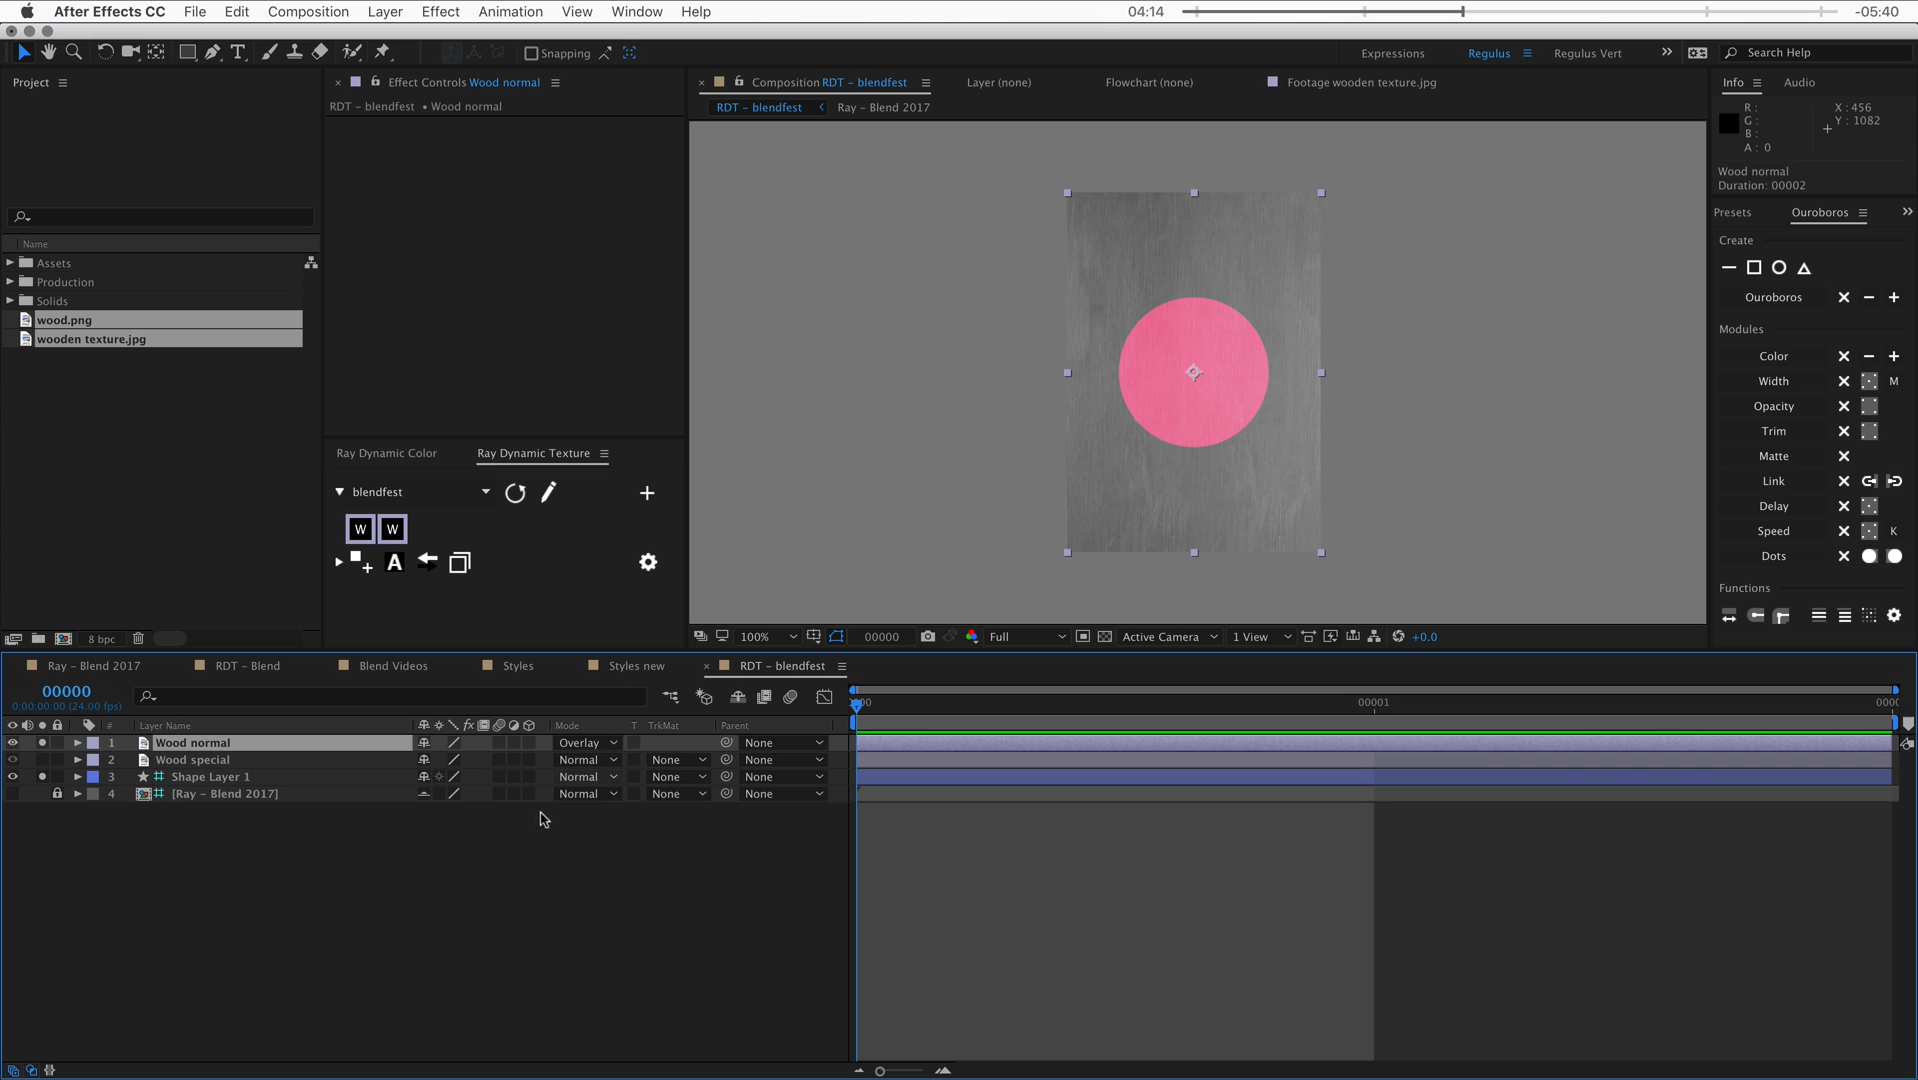 After Effects CC File Edit Composition Layer Effect Animation View Window Help 04:14 -05:40
Snapping Expressions Regulus Regulus Vert Search Help
Project
Effect Controls Wood normal
Composition RDT – blendfest Layer (none) Flowchart (none) Footage wooden texture.jpg
Info Audio
RDT – blendfest • Wood normal
RDT – blendfest Ray – Blend 2017
R :
G :
B :
A : 0
X : 456
Y : 1082
Wood normal
Duration: 00002
Presets Ouroboros
Create
Ouroboros
Modules
Color
Width M
Opacity
Trim
Matte
Link
Delay
Speed K
Dots
Functions
Name
Assets
Production
Solids
wood.png
wooden texture.jpg
8 bpc
Ray Dynamic Color Ray Dynamic Texture
blendfest
W W
A
100% 00000 Full Active Camera 1 View +0.0
Ray – Blend 2017 RDT – Blend Blend Videos Styles Styles new RDT – blendfest
00000
0:00:00:00 (24.00 fps)
00 00001 0000
# Layer Name fx Mode T TrkMat Parent
1 Wood normal Overlay None
2 Wood special Normal None None
3 Shape Layer 1 Normal None None
4 [Ray – Blend 2017] Normal None None